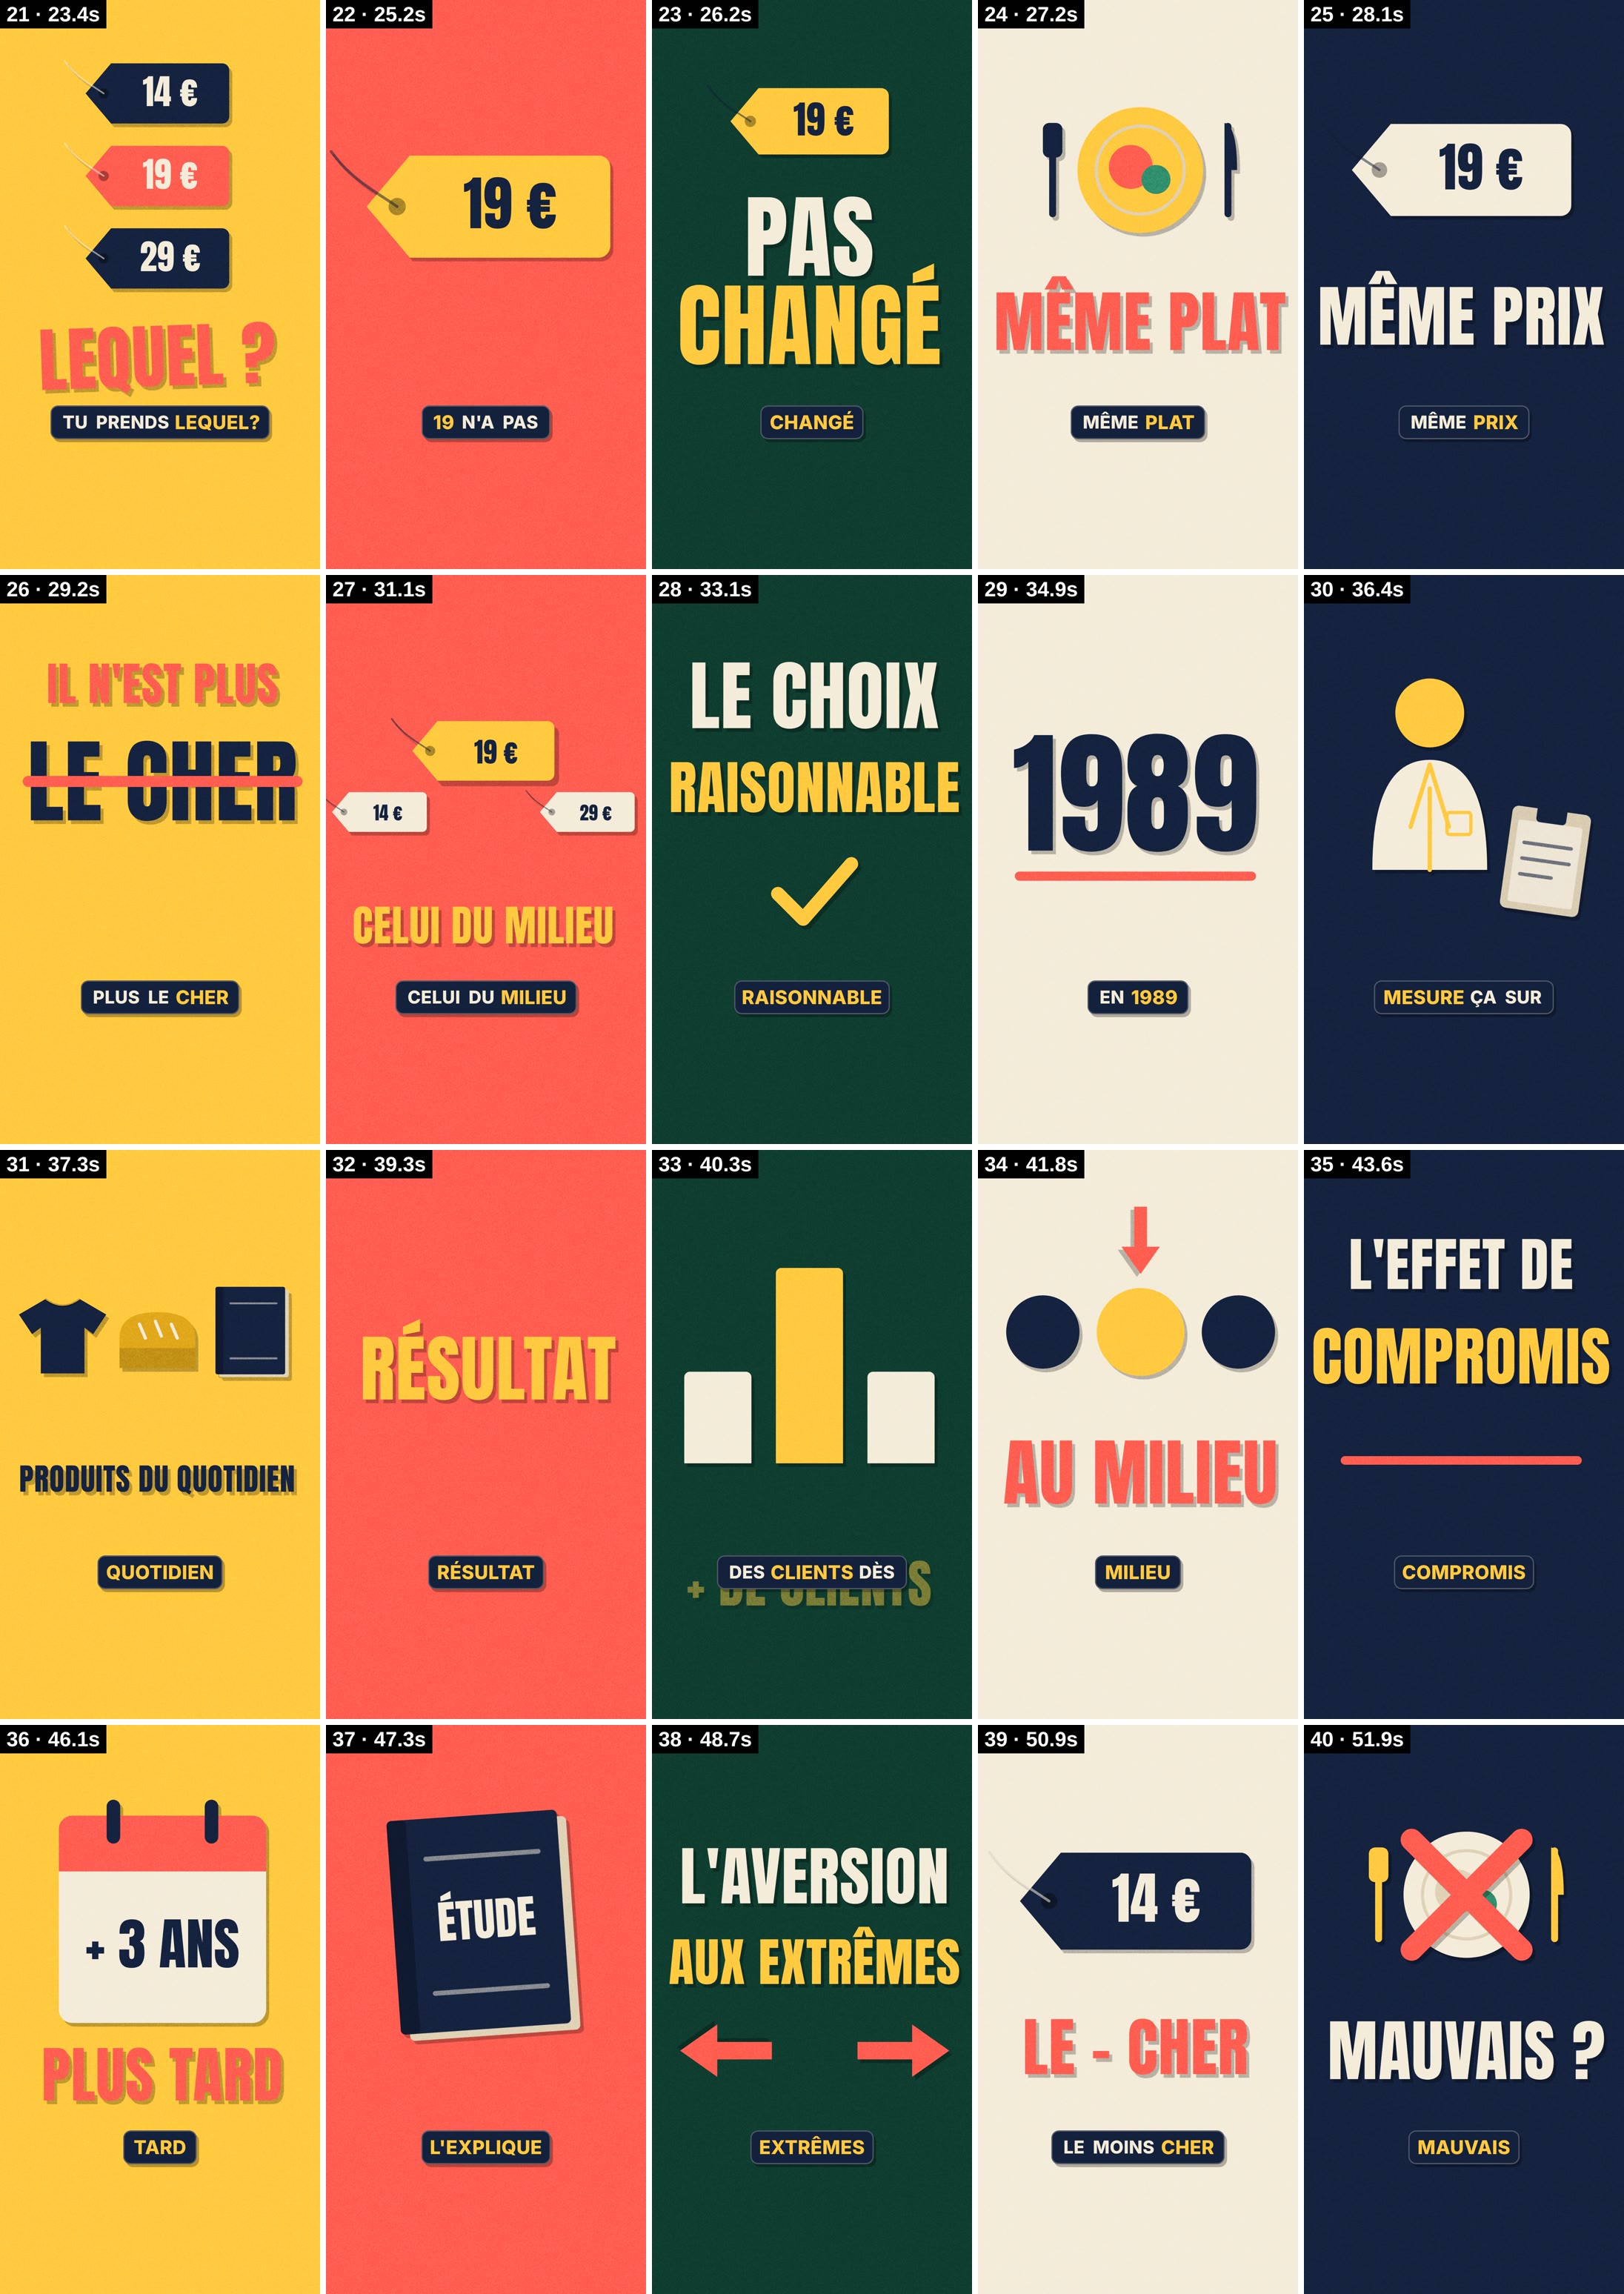 21 · 23.4s
14 €
19 €
29 €
LEQUEL ?
TU PRENDS LEQUEL?
22 · 25.2s
19 €
19 N'A PAS
23 · 26.2s
19 €
PAS
CHANGÉ
CHANGÉ
24 · 27.2s
MÊME PLAT
MÊME PLAT
25 · 28.1s
19 €
MÊME PRIX
MÊME PRIX
26 · 29.2s
IL N'EST PLUS
LE CHER
PLUS LE CHER
27 · 31.1s
19 €
14 €
29 €
CELUI DU MILIEU
CELUI DU MILIEU
28 · 33.1s
LE CHOIX
RAISONNABLE
RAISONNABLE
29 · 34.9s
1989
EN 1989
30 · 36.4s
MESURE ÇA SUR
31 · 37.3s
PRODUITS DU QUOTIDIEN
QUOTIDIEN
32 · 39.3s
RÉSULTAT
RÉSULTAT
33 · 40.3s
DES CLIENTS DÈS
+ DE CLIENTS
34 · 41.8s
AU MILIEU
MILIEU
35 · 43.6s
L'EFFET DE
COMPROMIS
COMPROMIS
36 · 46.1s
+ 3 ANS
PLUS TARD
TARD
37 · 47.3s
ÉTUDE
L'EXPLIQUE
38 · 48.7s
L'AVERSION
AUX EXTRÊMES
EXTRÊMES
39 · 50.9s
14 €
LE - CHER
LE MOINS CHER
40 · 51.9s
MAUVAIS ?
MAUVAIS